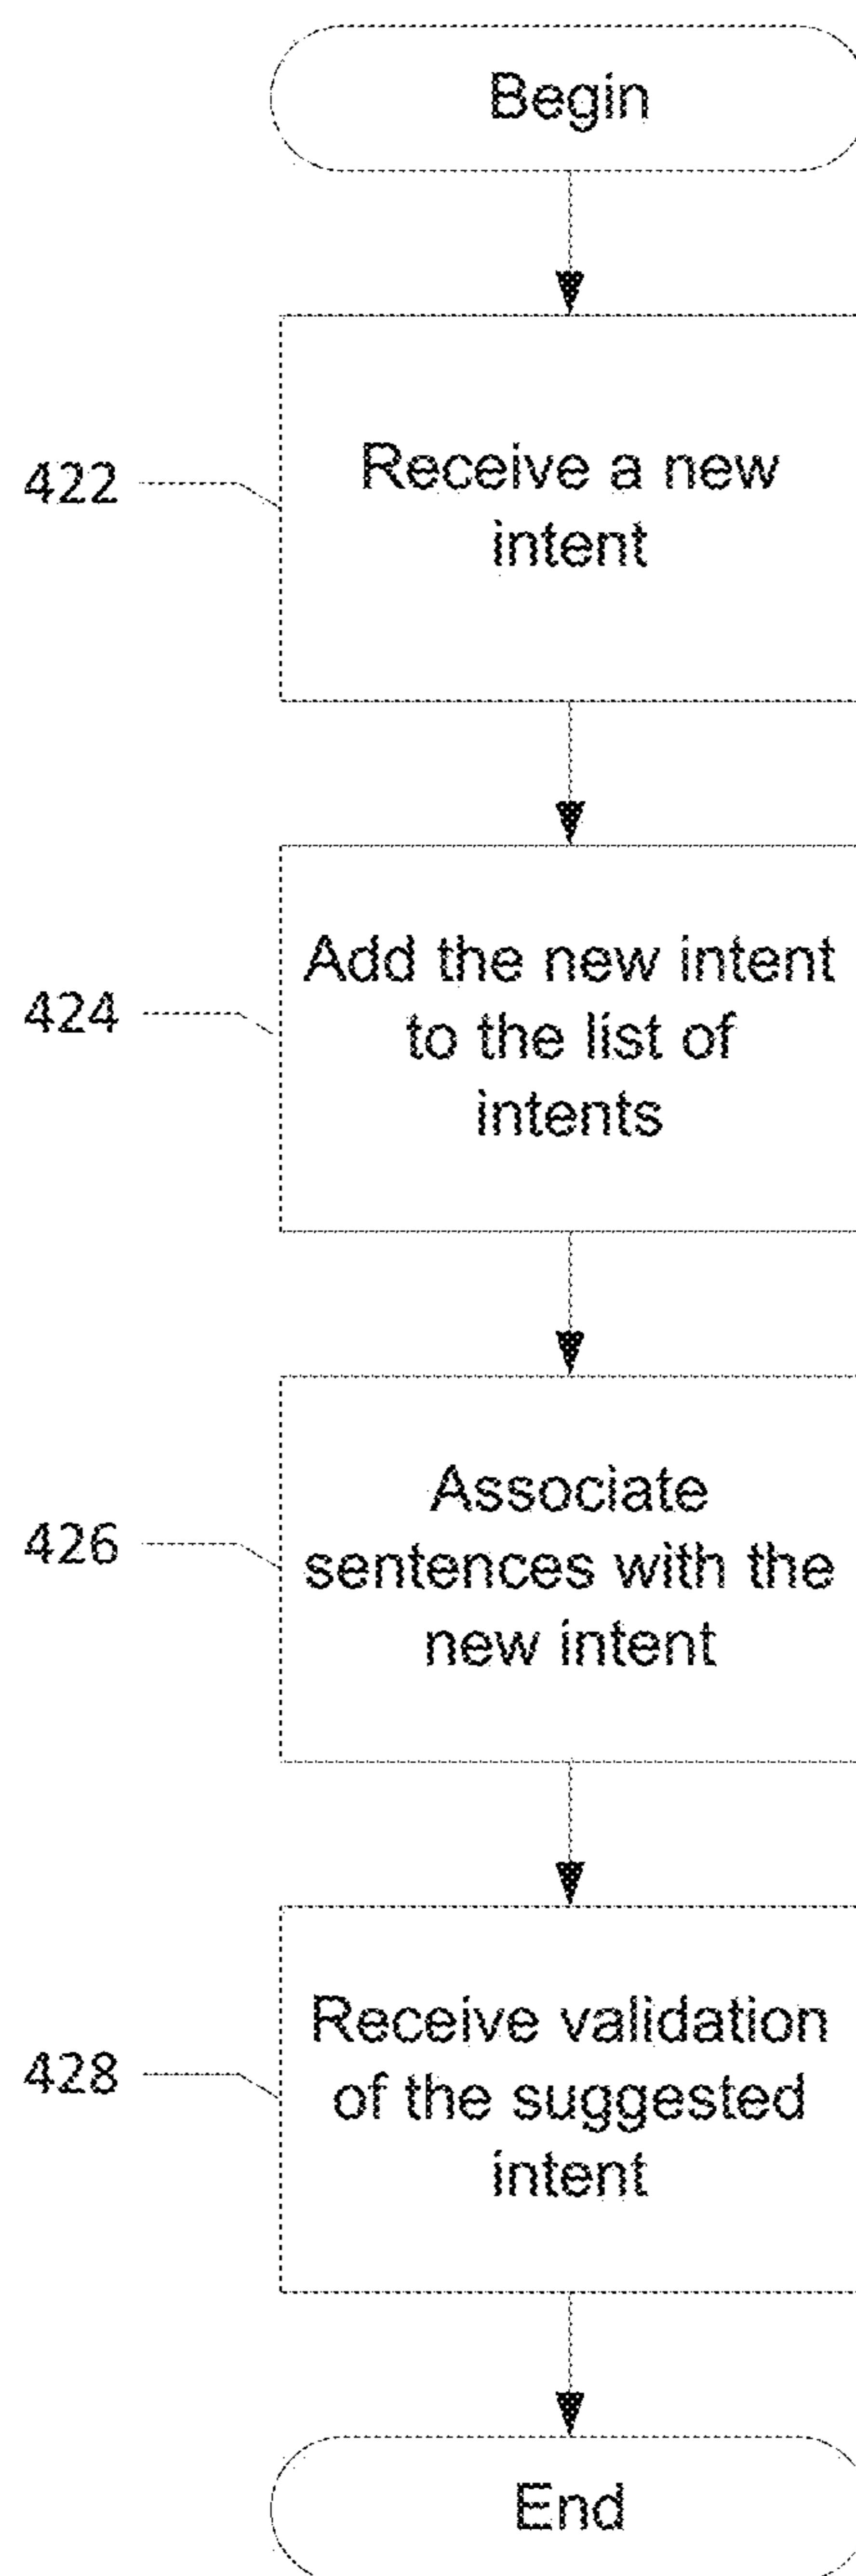 Begin
422
Receive a new
intent
424
Add the new intent
to the list of
intents
426
Associate
sentences with the
new intent
428
Receive validation
of the suggested
intent
End